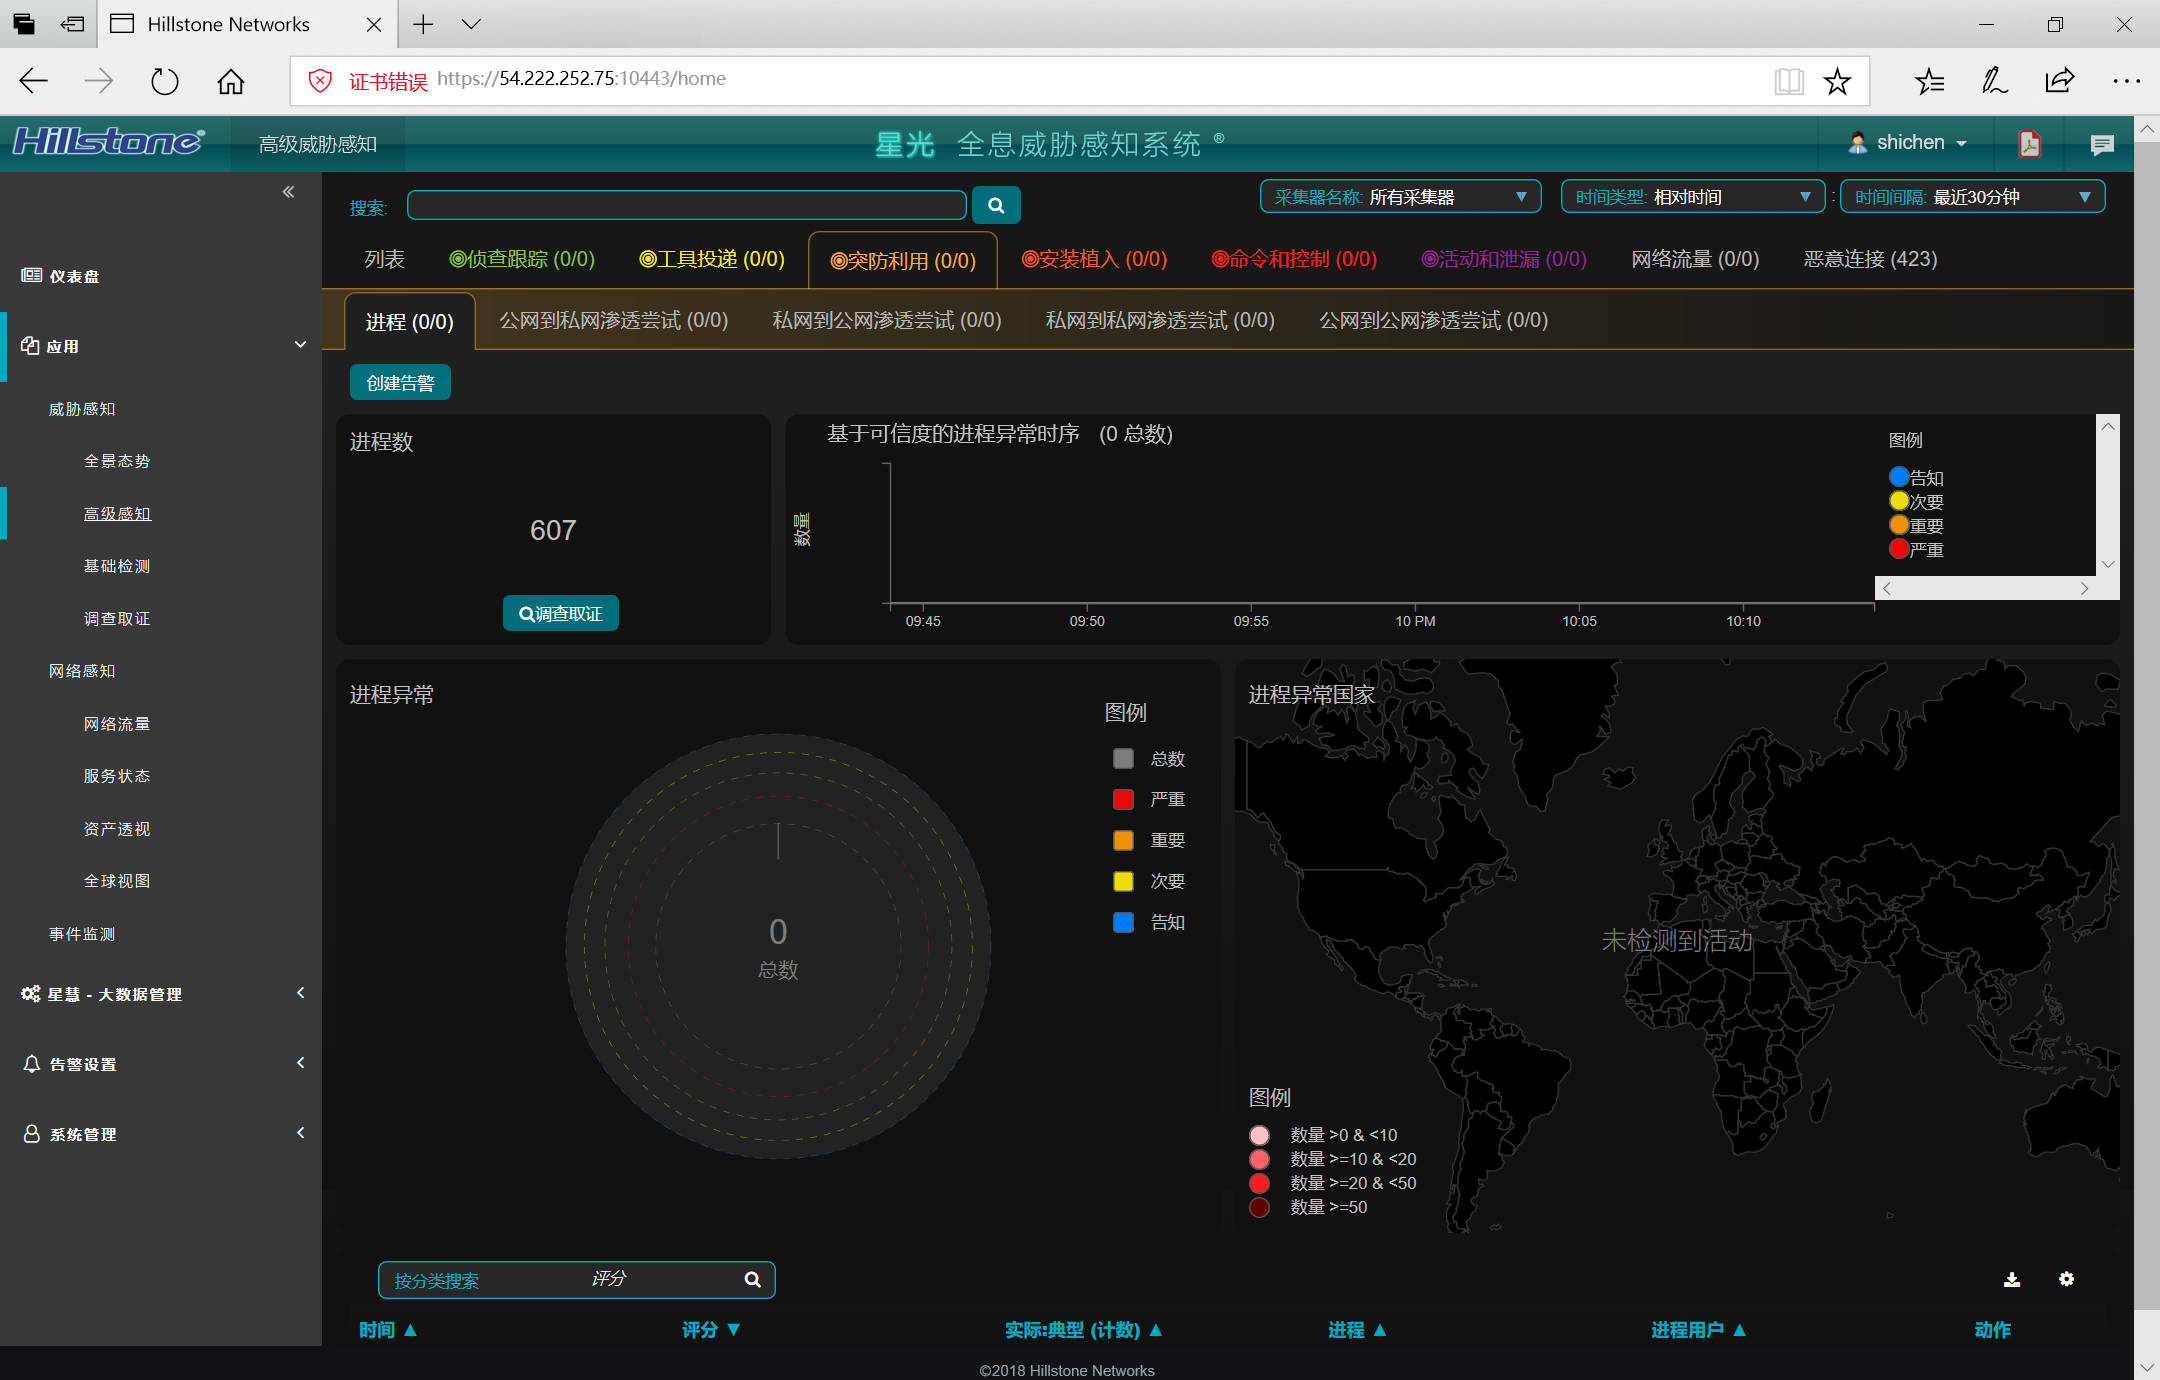 Hillstone Networks
证书错误 https://54.222.252.75:10443/home
Hillstone® 高级威胁感知 星光 全息威胁感知系统 ® shichen
搜索: 采集器名称: 所有采集器 时间类型: 相对时间 : 时间间隔: 最近30分钟
列表 侦查跟踪 (0/0) 工具投递 (0/0) 突防利用 (0/0) 安装植入 (0/0) 命令和控制 (0/0) 活动和泄漏 (0/0) 网络流量 (0/0) 恶意连接 (423)
进程 (0/0) 公网到私网渗透尝试 (0/0) 私网到公网渗透尝试 (0/0) 私网到私网渗透尝试 (0/0) 公网到公网渗透尝试 (0/0)
仪表盘
应用
威胁感知
全景态势
高级感知
基础检测
调查取证
网络感知
网络流量
服务状态
资产透视
全球视图
事件监测
星慧 - 大数据管理
告警设置
系统管理
创建告警
进程数
607
调查取证
基于可信度的进程异常时序 (0 总数)
数量
09:45 09:50 09:55 10 PM 10:05 10:10
图例
告知
次要
重要
严重
进程异常
0
总数
图例
总数
严重
重要
次要
告知
进程异常国家
未检测到活动
图例
数量 >0 & <10
数量 >=10 & <20
数量 >=20 & <50
数量 >=50
按分类搜索 评分
时间 ▲ 评分 ▼ 实际:典型 (计数) ▲ 进程 ▲ 进程用户 ▲ 动作
©2018 Hillstone Networks